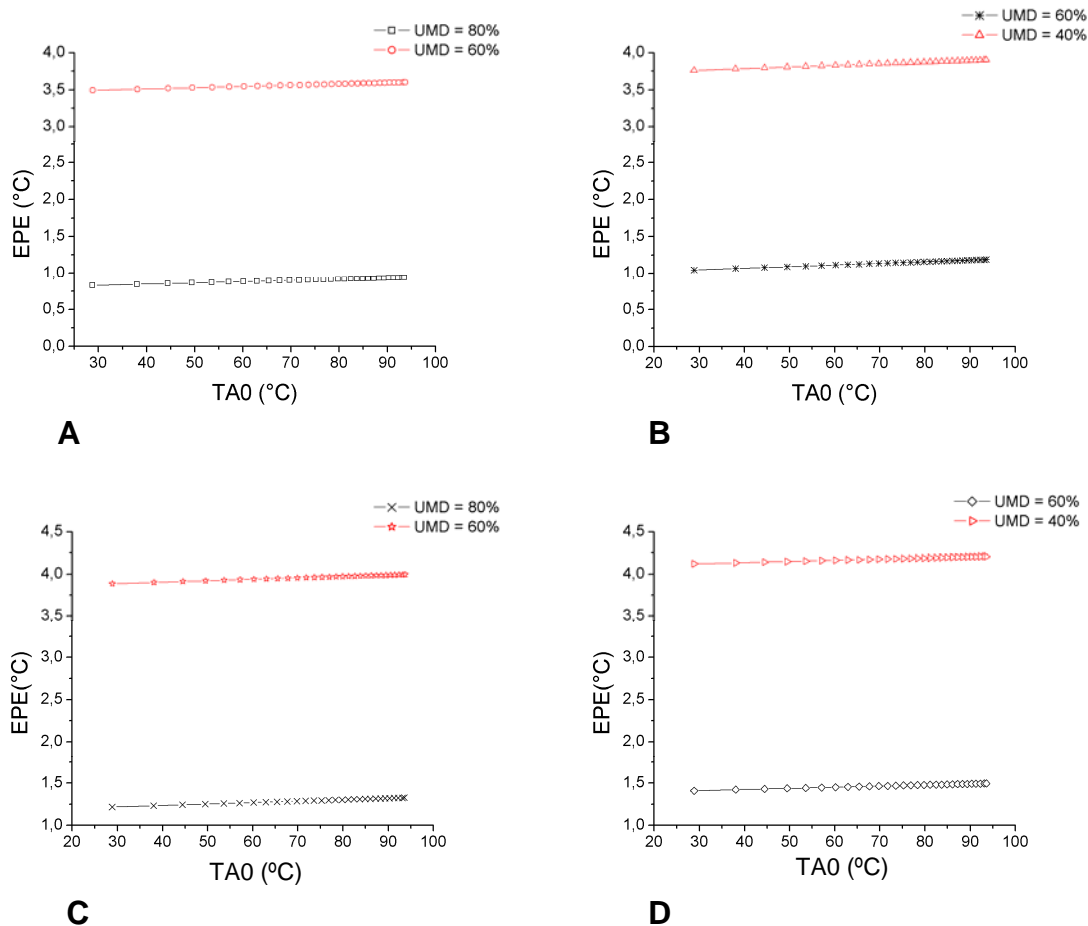 UMD = 80%
UMD = 60%
4,0
3,5
3,0
2,5
2,0
1,5
1,0
0,5
0,0
EPE (°C)
30 40 50 60 70 80 90 100
TA0 (°C)
A
UMD = 60%
UMD = 40%
4,0
3,5
3,0
2,5
2,0
1,5
1,0
0,5
0,0
EPE (°C)
20 30 40 50 60 70 80 90 100
TA0 (°C)
B
UMD = 80%
UMD = 60%
4,5
4,0
3,5
3,0
2,5
2,0
1,5
1,0
EPE(°C)
20 30 40 50 60 70 80 90 100
TA0 (ºC)
C
UMD = 60%
UMD = 40%
4,5
4,0
3,5
3,0
2,5
2,0
1,5
1,0
EPE(°C)
20 30 40 50 60 70 80 90 100
TA0 (ºC)
D